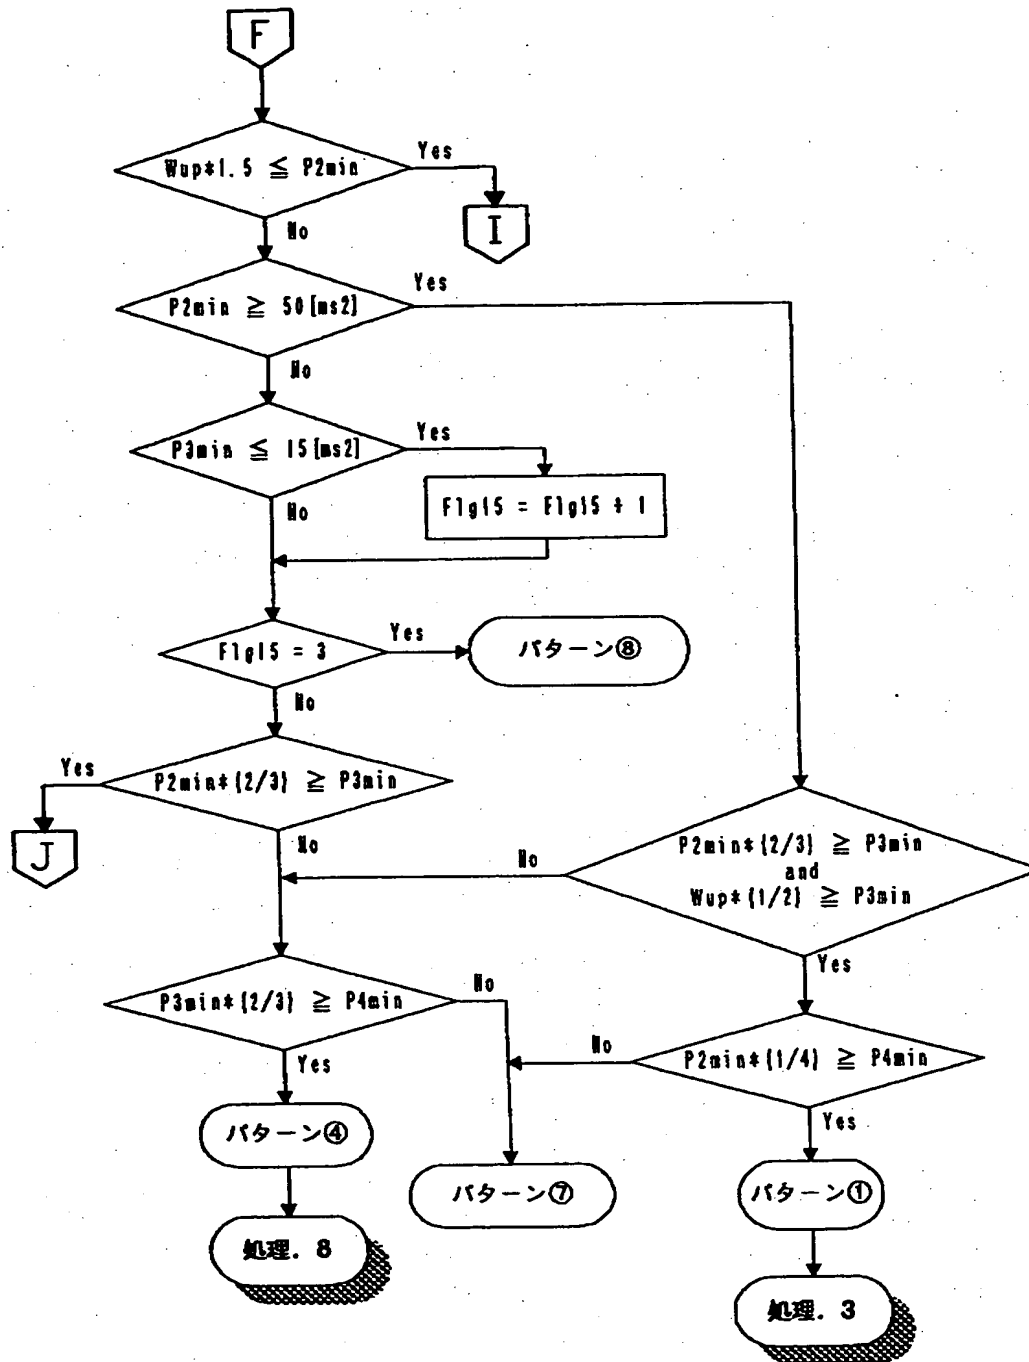 F
Wup*1.5 ≦ P2min
Yes
I
No
P2min ≧ 50[ms2]
Yes
No
P3min ≦ 15[ms2]
Yes
Flg15 = Flg15 + 1
No
Flg15 = 3
Yes
パターン⑧
No
P2min*{2/3} ≧ P3min
Yes
J
No
P2min*{2/3} ≧ P3min
and
Wup*{1/2} ≧ P3min
No
Yes
P3min*{2/3} ≧ P4min
No
Yes
P2min*{1/4} ≧ P4min
No
Yes
パターン④
パターン⑦
パターン①
処理. 8
処理. 3